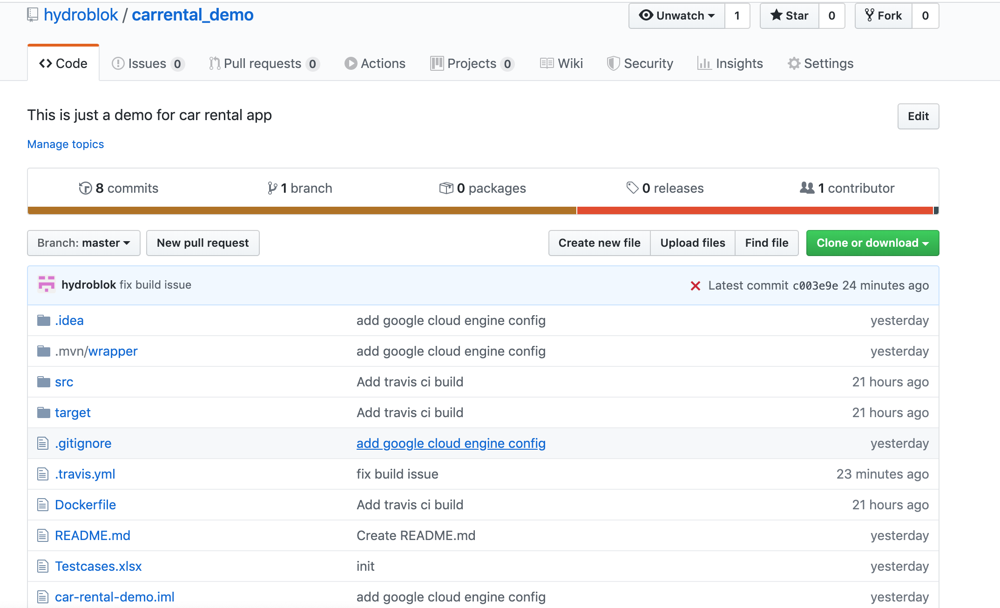 hydroblok / carrental_demo
Unwatch 1 Star 0 Fork 0
Code Issues 0 Pull requests 0 Actions Projects 0 Wiki Security Insights Settings
This is just a demo for car rental app Edit
Manage topics
8 commits 1 branch 0 packages 0 releases 1 contributor
Branch: master New pull request Create new file Upload files Find file Clone or download
hydroblok fix build issue Latest commit c003e9e 24 minutes ago
.idea add google cloud engine config yesterday
.mvn/wrapper add google cloud engine config yesterday
src Add travis ci build 21 hours ago
target Add travis ci build 21 hours ago
.gitignore add google cloud engine config yesterday
.travis.yml fix build issue 23 minutes ago
Dockerfile Add travis ci build 21 hours ago
README.md Create README.md yesterday
Testcases.xlsx init yesterday
car-rental-demo.iml add google cloud engine config yesterday